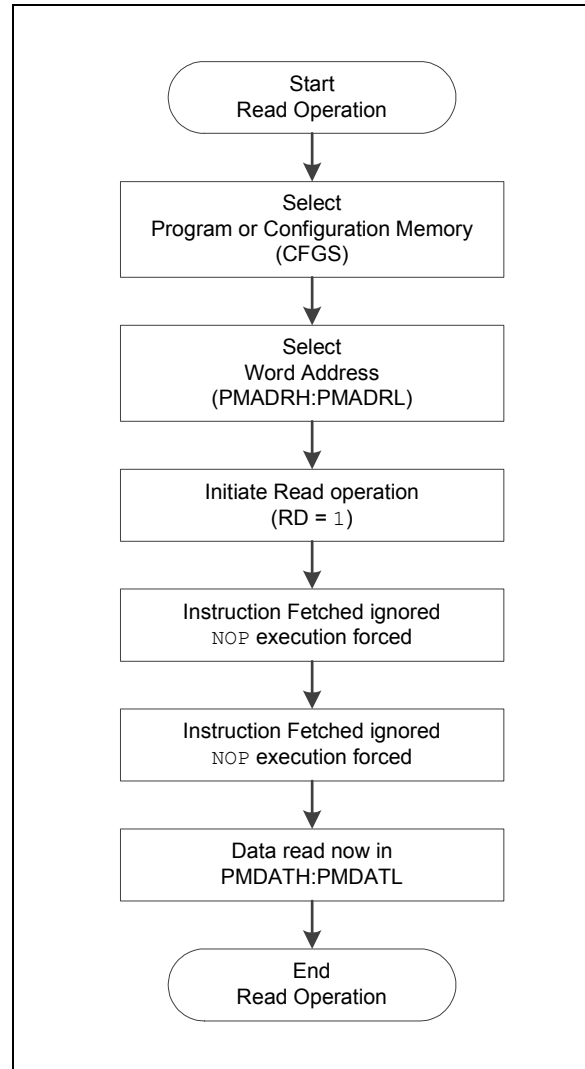 Start
Read Operation
Select
Program or Configuration Memory
(CFGS)
Select
Word Address
(PMADRH:PMADRL)
Initiate Read operation
(RD = 1)
Instruction Fetched ignored
NOP execution forced
Instruction Fetched ignored
NOP execution forced
Data read now in
PMDATH:PMDATL
End
Read Operation